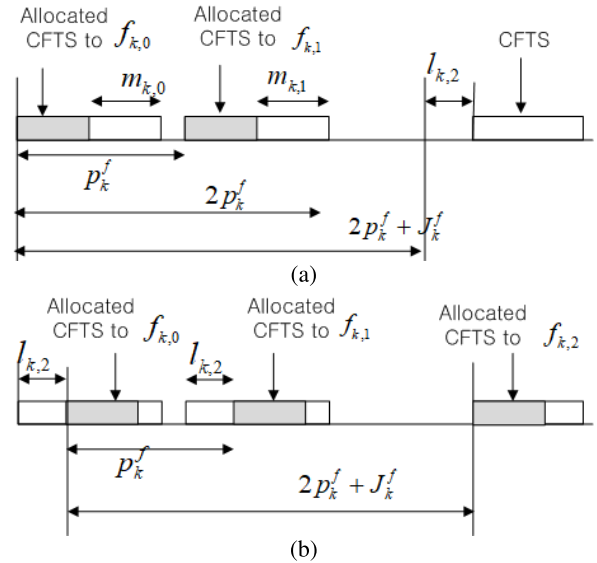 Allocated CFTS to f_{k,0}
Allocated CFTS to f_{k,1}
CFTS
l_{k,2}
m_{k,0}
m_{k,1}
p_k^f
2p_k^f
2p_k^f + J_k^f
(a)
Allocated CFTS to f_{k,0}
Allocated CFTS to f_{k,1}
Allocated CFTS to f_{k,2}
l_{k,2}
l_{k,2}
p_k^f
2p_k^f + J_k^f
(b)